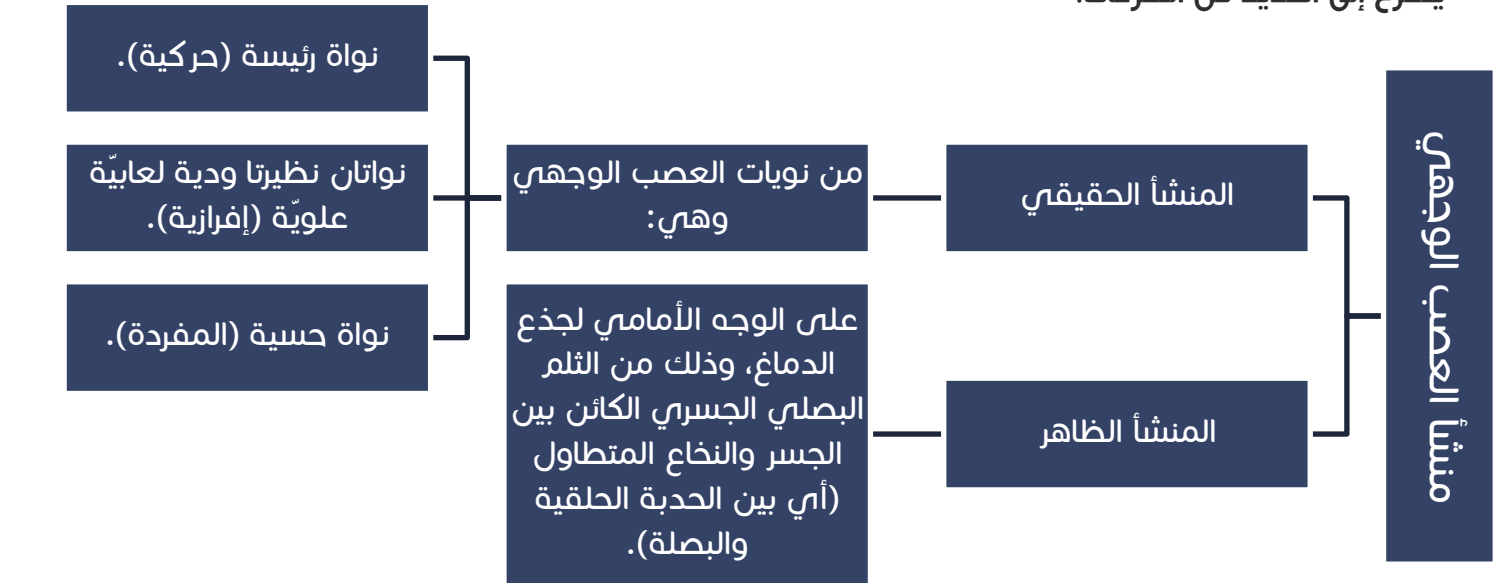 منشأ العصب الوجهي
المنشأ الحقيقي
من نويات العصب الوجهي
وهي:
نواة رئيسة (حركية).
نواتان نظيرتا ودية لعابيّة
علويّة (إفرازية).
نواة حسية (المفردة).
المنشأ الظاهر
على الوجه الأمامي لجذع
الدماغ، وذلك من الثلم
البصلي الجسري الكائن بين
الجسر والنخاع المتطاول
(أي بين الحدبة الحلقية
والبصلة).